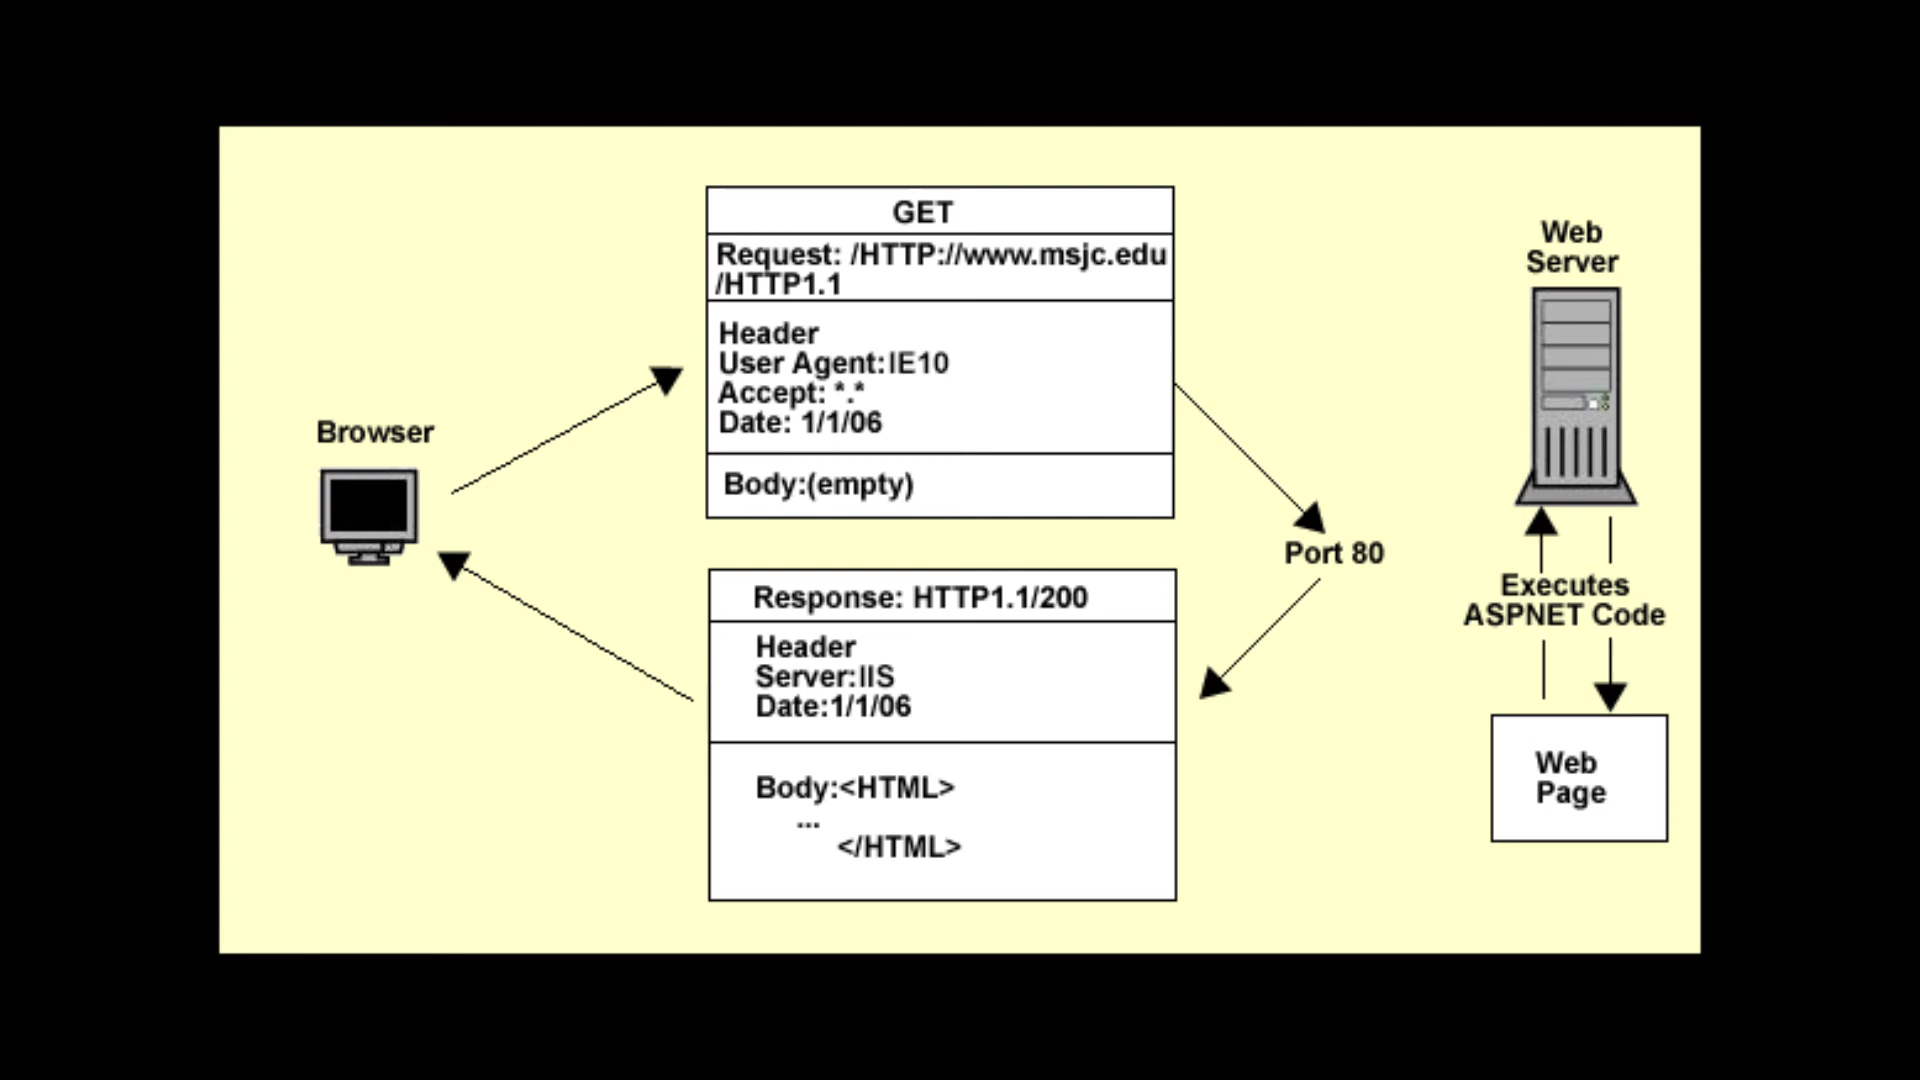 GET
Request: /HTTP://www.msjc.edu
/HTTP1.1
Header
User Agent:IE10
Accept: *.*
Date: 1/1/06
Body:(empty)
Browser
Web
Server
Port 80
Executes
ASPNET Code
Response: HTTP1.1/200
Header
Server:IIS
Date:1/1/06
Body:<HTML>
...
</HTML>
Web
Page